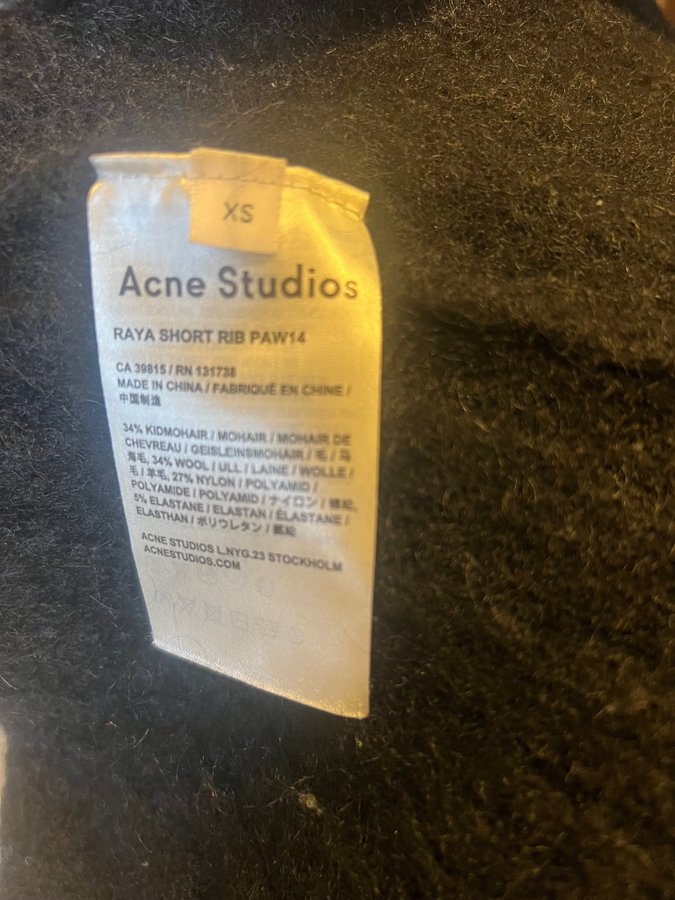 XS
Acne Studios
RAYA SHORT RIB PAW14
CA 39815 / RN 131738
MADE IN CHINA / FABRIQUÉ EN CHINE /
中国制造
34% KIDMOHAIR / MOHAIR / MOHAIR DE
CHEVREAU / GEISLEINSMOHAIR / 毛 / 马
海毛, 34% WOOL / ULL / LAINE / WOLLE /
毛 / 羊毛, 27% NYLON / POLYAMID /
POLYAMIDE / POLYAMID / ナイロン / 锦纶,
5% ELASTANE / ELASTAN / ÉLASTANE /
ELASTHAN / ポリウレタン / 氨纶
ACNE STUDIOS L.NYG.23 STOCKHOLM
ACNESTUDIOS.COM